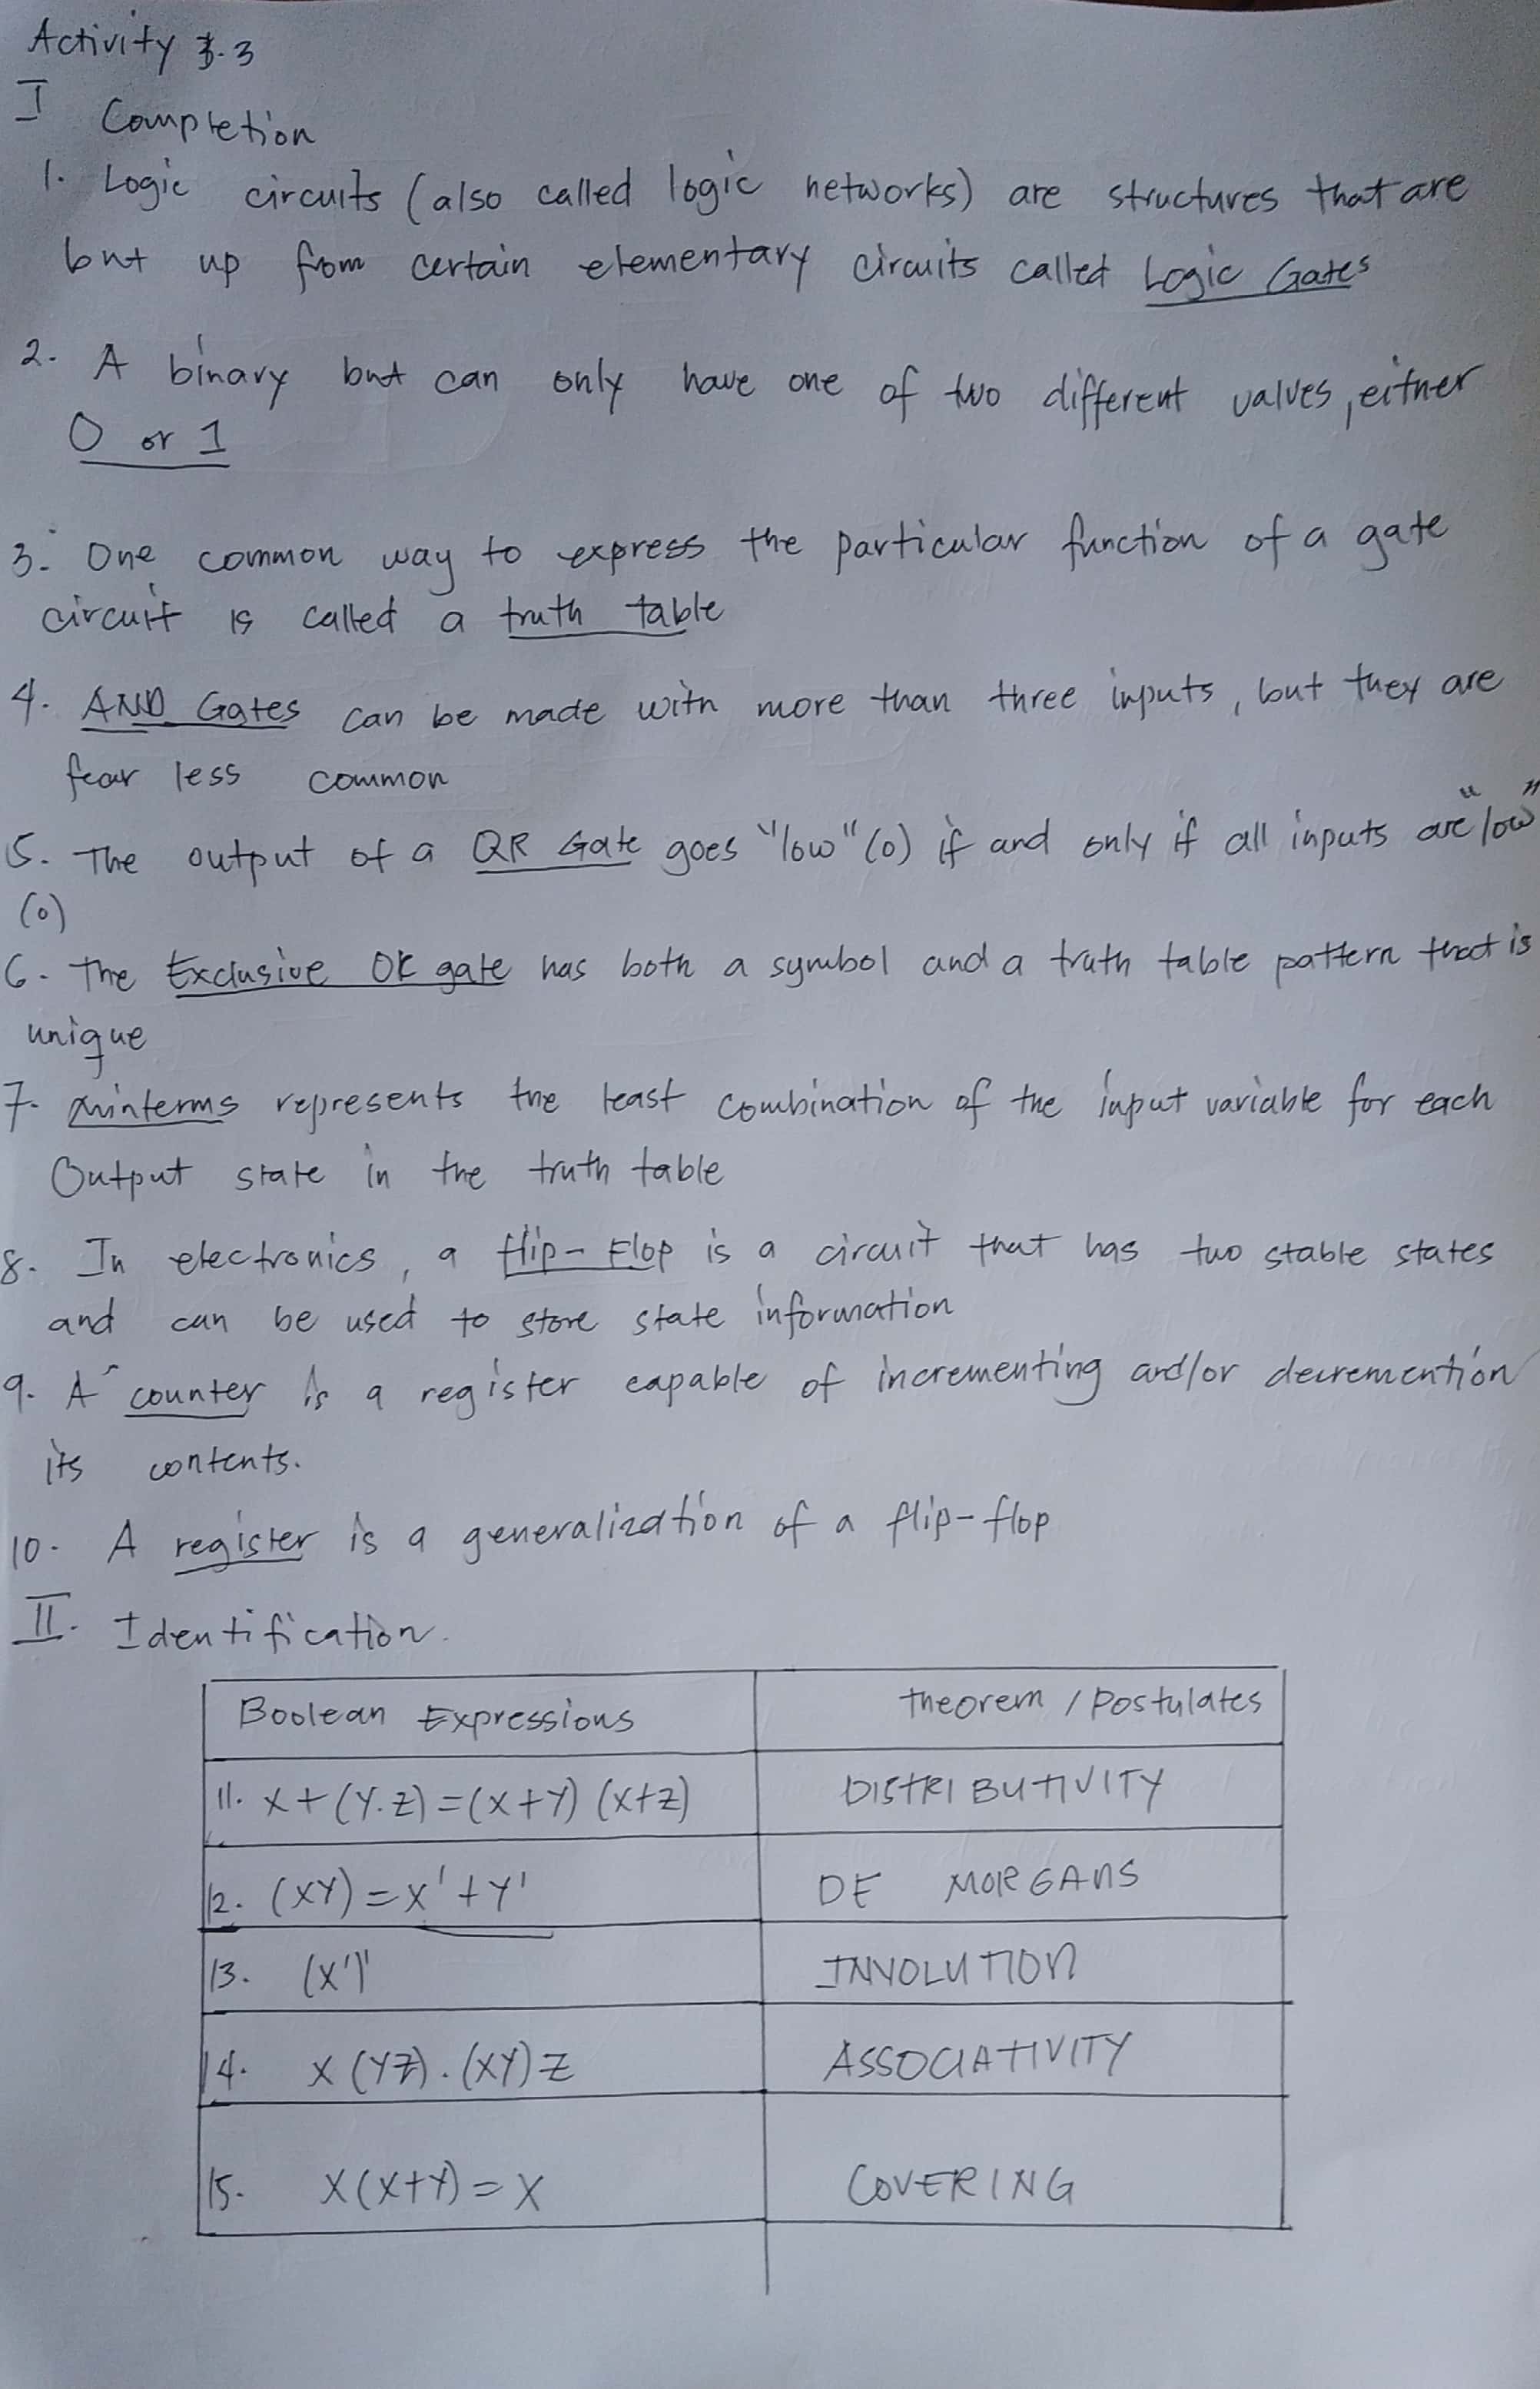 Activity 3.3
I Completion
1. Logic circuits (also called logic networks) are structures that are
but up from certain elementary circuits called Logic Gates
2. A binary but can only have one of two different values, either
0 or 1
3. One common way to express the particular function of a gate
circuit is called a truth table
4. AND Gates can be made with more than three inputs, but they are
fear less common
5. The output of a OR Gate goes "low" (0) if and only if all inputs are "low"
(0)
6. The Exclusive OR gate has both a symbol and a truth table pattern that is
unique
7. minterms represents the least combination of the input variable for each
Output state in the truth table
8. In electronics, a flip-Flop is a circuit that has two stable states
and can be used to store state information
9. A counter is a register capable of incrementing and/or decremention
its contents.
10. A register is a generalization of a flip-flop
II. Identification.
Boolean Expressions Theorem / Postulates
11. X+(Y.Z)=(X+Y) (X+Z) DISTRIBUTIVITY
12. (XY)=X'+Y' DE MORGANS
13. (X')' INVOLUTION
14. X(YZ).(XY)Z ASSOCIATIVITY
15. X(X+Y)=X COVERING